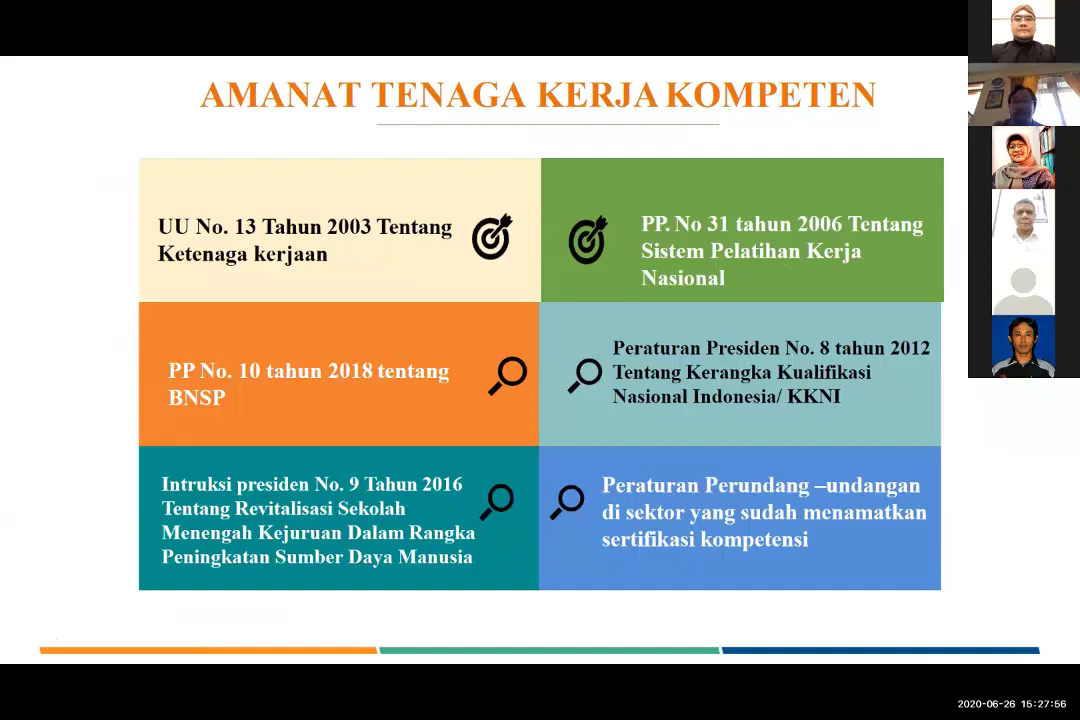 AMANAT TENAGA KERJA KOMPETEN
UU No. 13 Tahun 2003 Tentang
Ketenaga kerjaan
PP. No 31 tahun 2006 Tentang
Sistem Pelatihan Kerja
Nasional
PP No. 10 tahun 2018 tentang
BNSP
Peraturan Presiden No. 8 tahun 2012
Tentang Kerangka Kualifikasi
Nasional Indonesia/ KKNI
Intruksi presiden No. 9 Tahun 2016
Tentang Revitalisasi Sekolah
Menengah Kejuruan Dalam Rangka
Peningkatan Sumber Daya Manusia
Peraturan Perundang –undangan
di sektor yang sudah menamatkan
sertifikasi kompetensi
2020-06-26 15:27:56